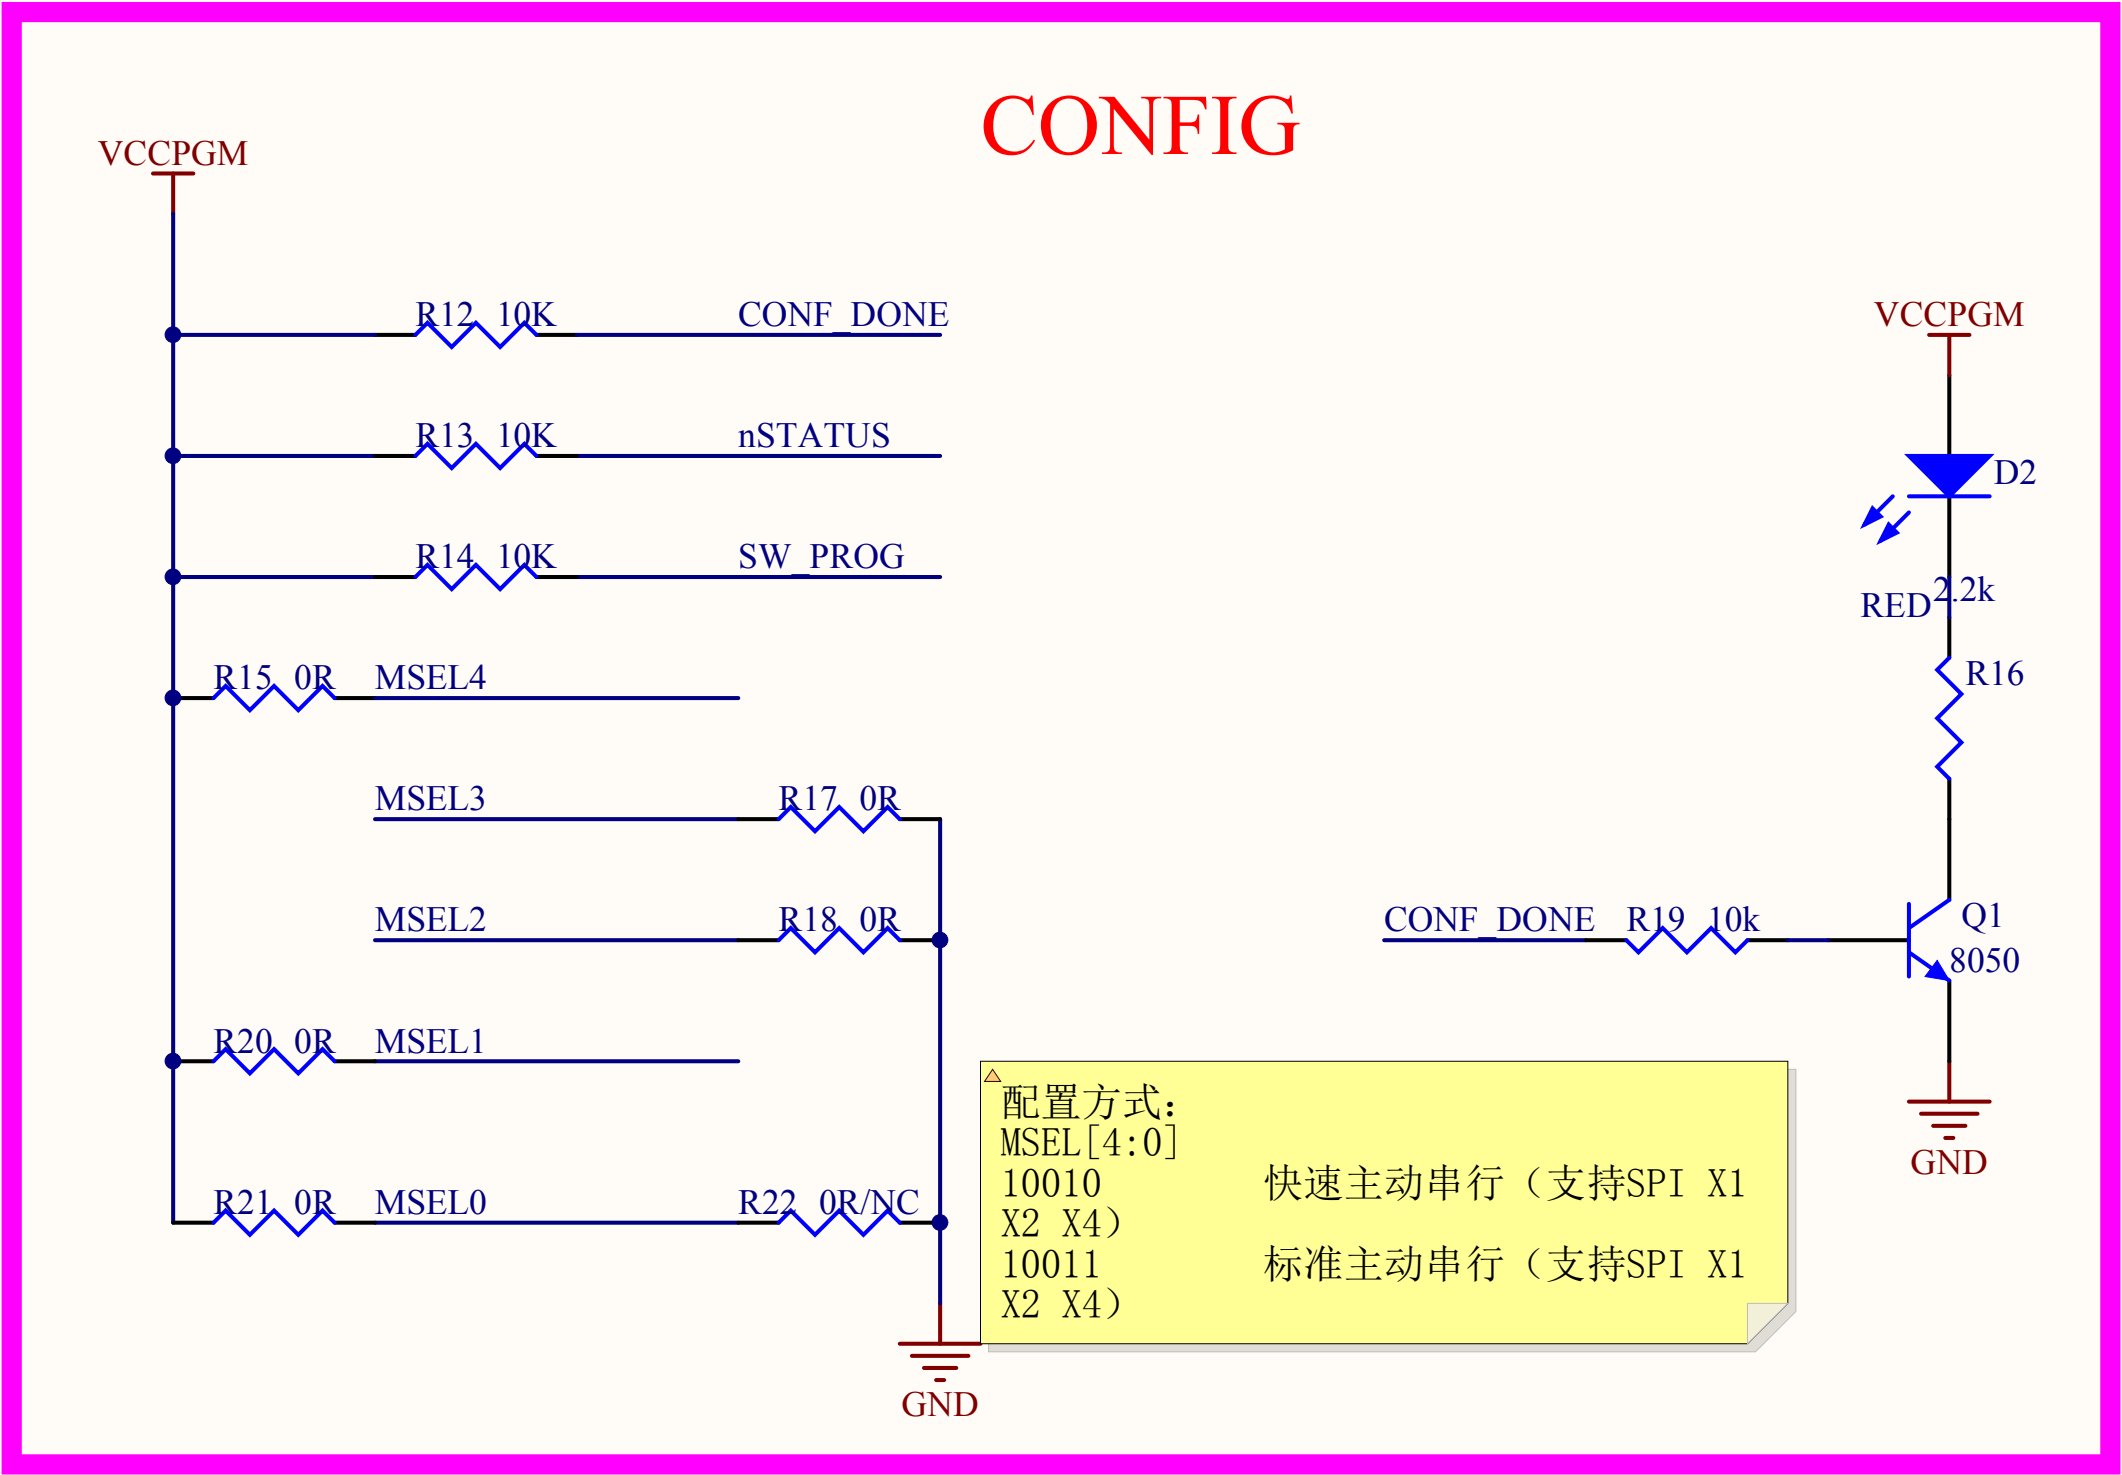 CONFIG
VCCPGM
R12 10K CONF_DONE
VCCPGM
R13 10K nSTATUS
D2
R14 10K SW_PROG
RED 2.2k
R15 0R MSEL4
R16
MSEL3 R17 0R
MSEL2 R18 0R
CONF_DONE R19 10k
Q1
8050
R20 0R MSEL1
配置方式：
MSEL[4:0]
10010 快速主动串行（支持SPI X1
X2 X4）
10011 标准主动串行（支持SPI X1
X2 X4）
GND
R21 0R MSEL0 R22 0R/NC
GND